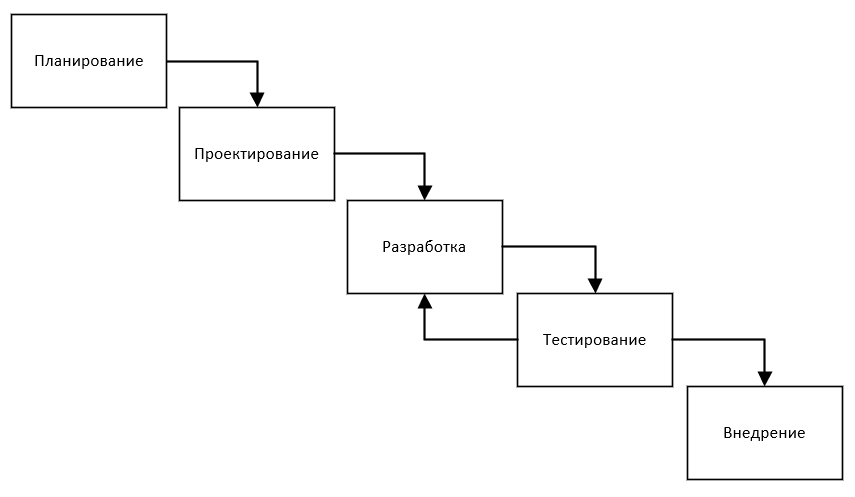 Планирование
Проектирование
Разработка
Тестирование
Внедрение